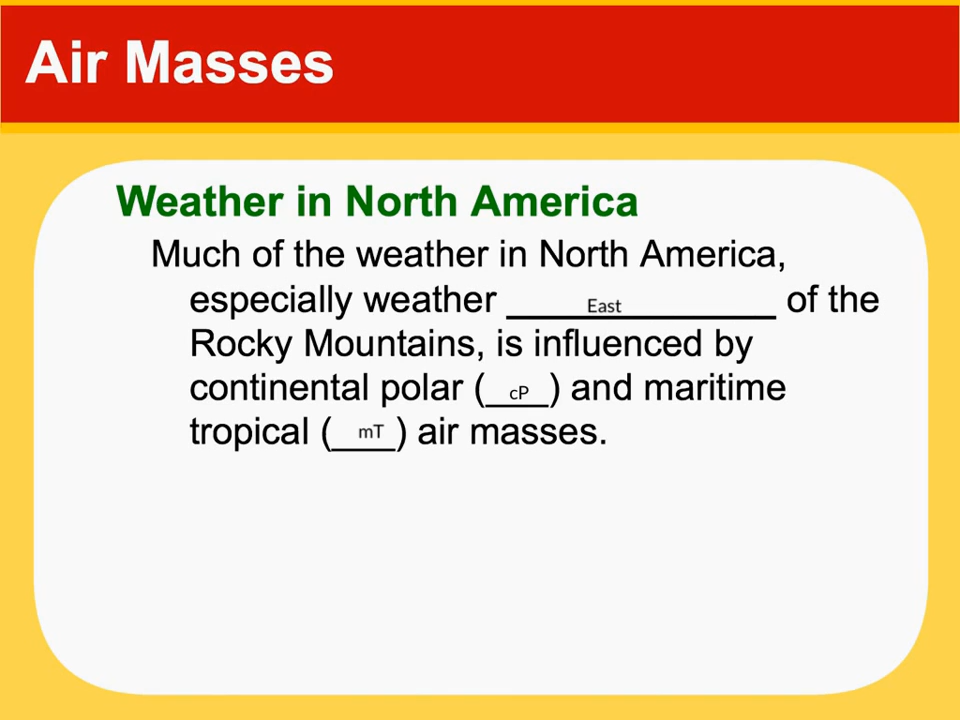 Air Masses
Weather in North America
Much of the weather in North America,
especially weather East of the
Rocky Mountains, is influenced by
continental polar (cP) and maritime
tropical (mT) air masses.